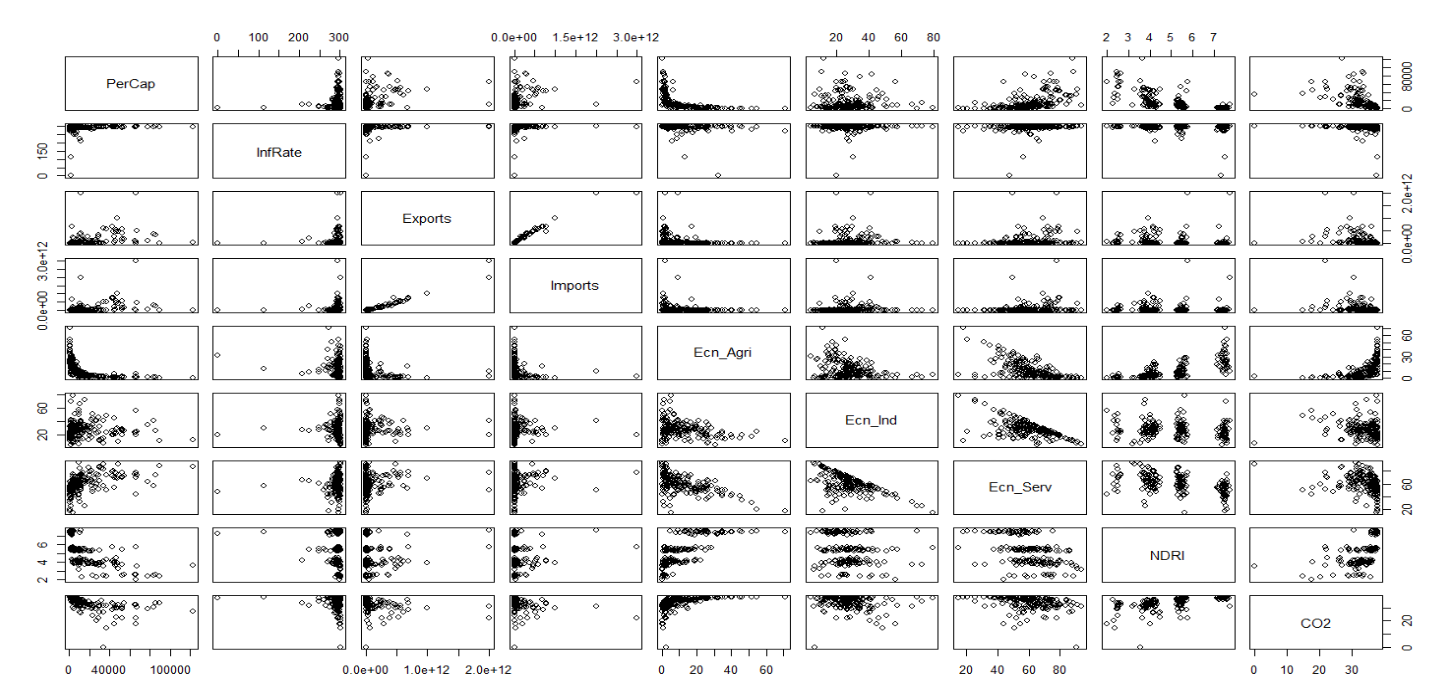 0 100 200 300 0.0e+00 1.5e+12 3.0e+12 20 40 60 80 2 3 4 5 6 7
PerCap
0 80000
InfRate
0 150
Exports
0.0e+00 2.0e+12
Imports
0.0e+00 3.0e+12
Ecn_Agri
0 30 60
Ecn_Ind
20 60
Ecn_Serv
20 60
NDRI
2 4 6
CO2
0 20
0 40000 100000 0.0e+00 1.0e+12 2.0e+12 0 20 40 60 20 40 60 80 0 10 20 30